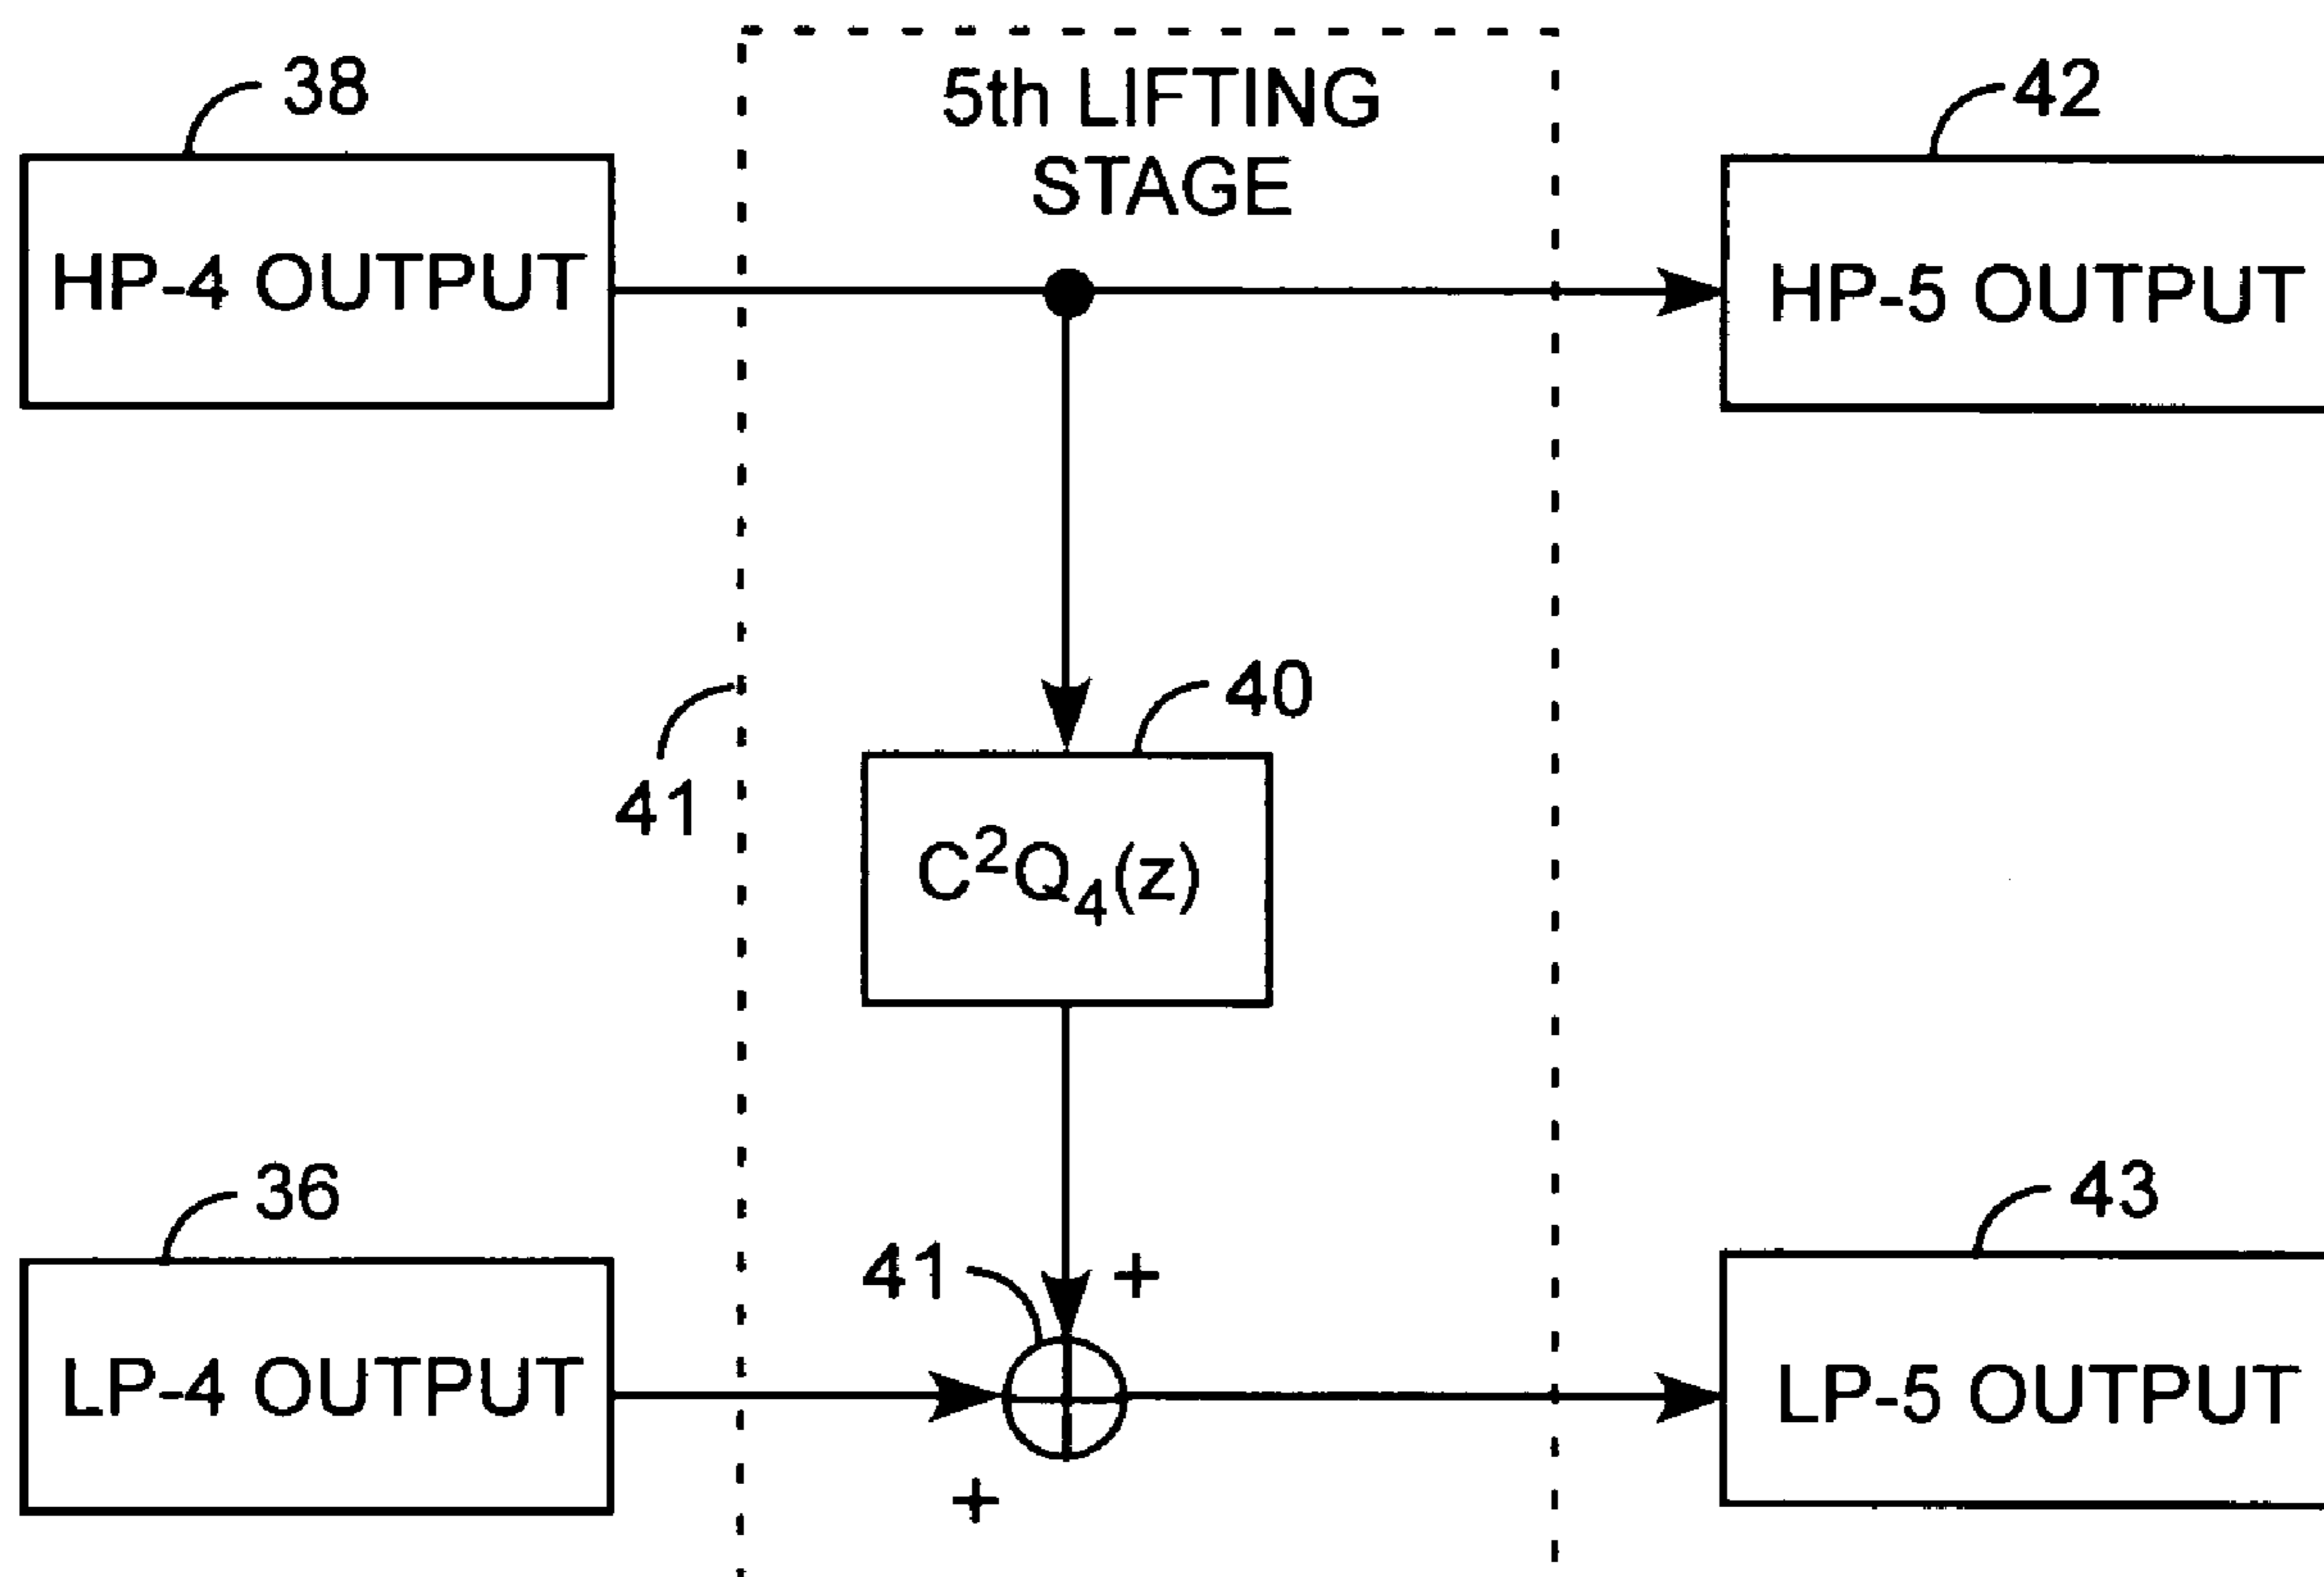 38
5th LIFTING
STAGE
42
HP-4 OUTPUT
HP-5 OUTPUT
40
41
C²Q₄(z)
36
43
41
+
LP-4 OUTPUT
LP-5 OUTPUT
+